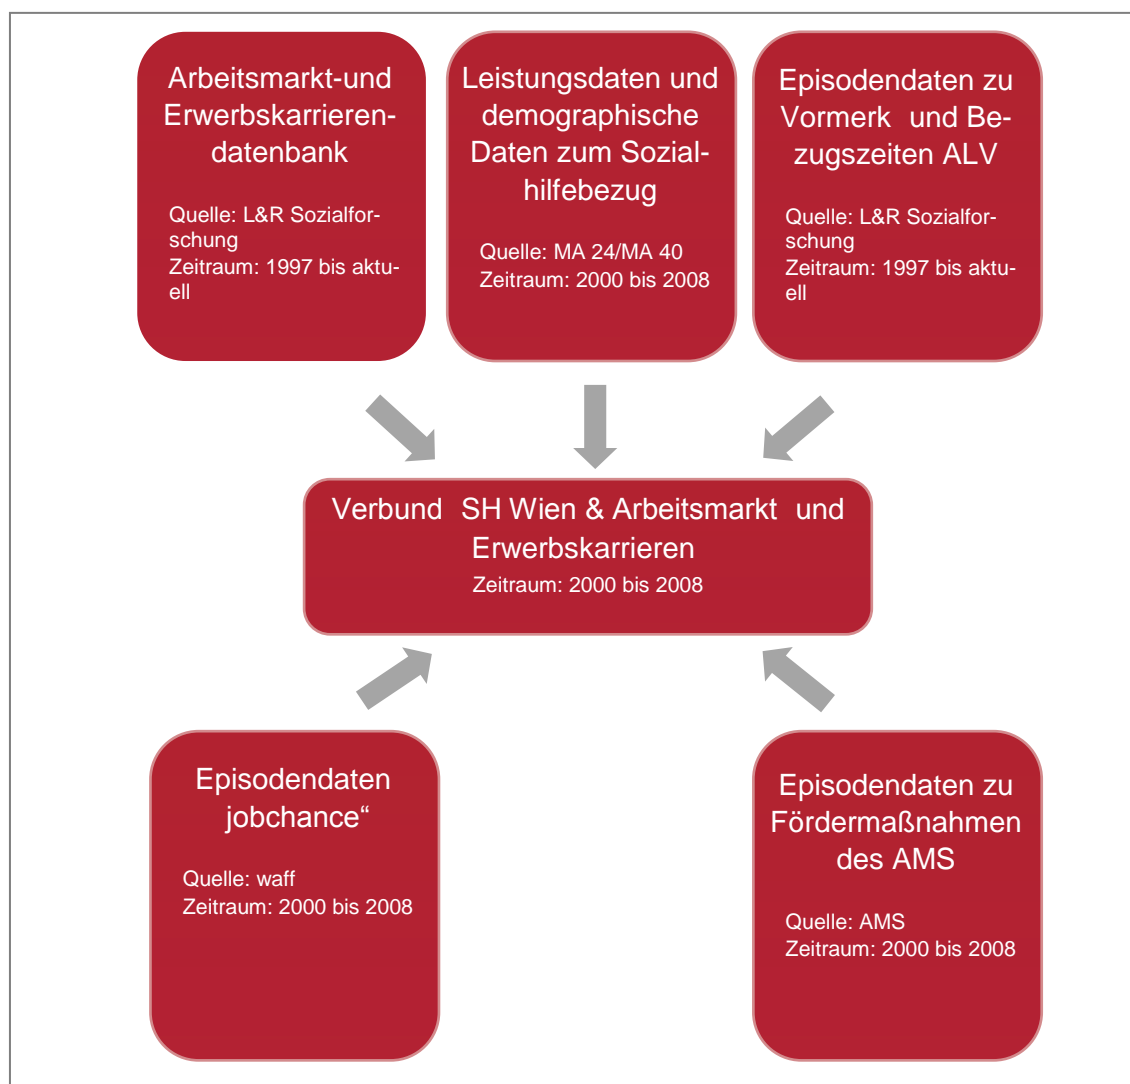 Arbeitsmarkt-und
Erwerbskarrieren-
datenbank
Quelle: L&R Sozialfor-
schung
Zeitraum: 1997 bis aktu-
ell
Leistungsdaten und
demographische
Daten zum Sozial-
hilfebezug
Quelle: MA 24/MA 40
Zeitraum: 2000 bis 2008
Episodendaten zu
Vormerk und Be-
zugszeiten ALV
Quelle: L&R Sozialfor-
schung
Zeitraum: 1997 bis aktu-
ell
Verbund SH Wien & Arbeitsmarkt und
Erwerbskarrieren
Zeitraum: 2000 bis 2008
Episodendaten
jobchance“
Quelle: waff
Zeitraum: 2000 bis 2008
Episodendaten zu
Fördermaßnahmen
des AMS
Quelle: AMS
Zeitraum: 2000 bis 2008